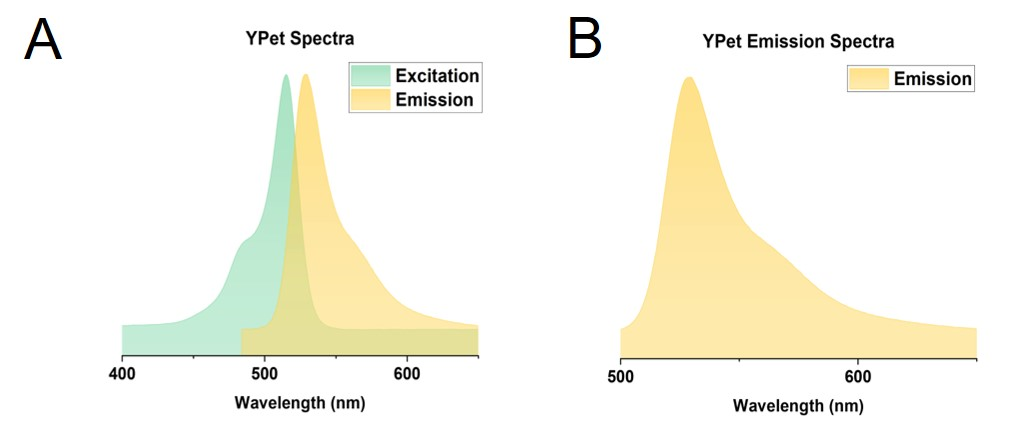 A
YPet Spectra
Excitation
Emission
400
500
600
Wavelength (nm)
B
YPet Emission Spectra
Emission
500
600
Wavelength (nm)